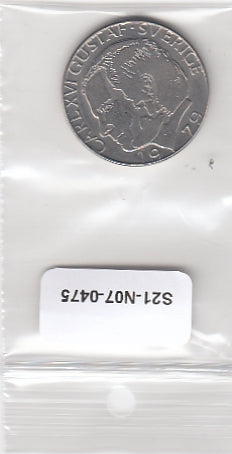 CARL XVI GUSTAF · SVERIGE
1979
S21-N07-0475